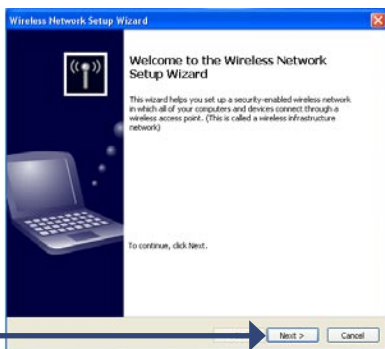 Wireless Network Setup Wizard
Welcome to the Wireless Network
Setup Wizard
This wizard helps you set up a security-enabled wireless network
in which all of your computers and devices connect through a
wireless access point. (This is called a wireless infrastructure
network)
To continue, click Next.
Next >
Cancel